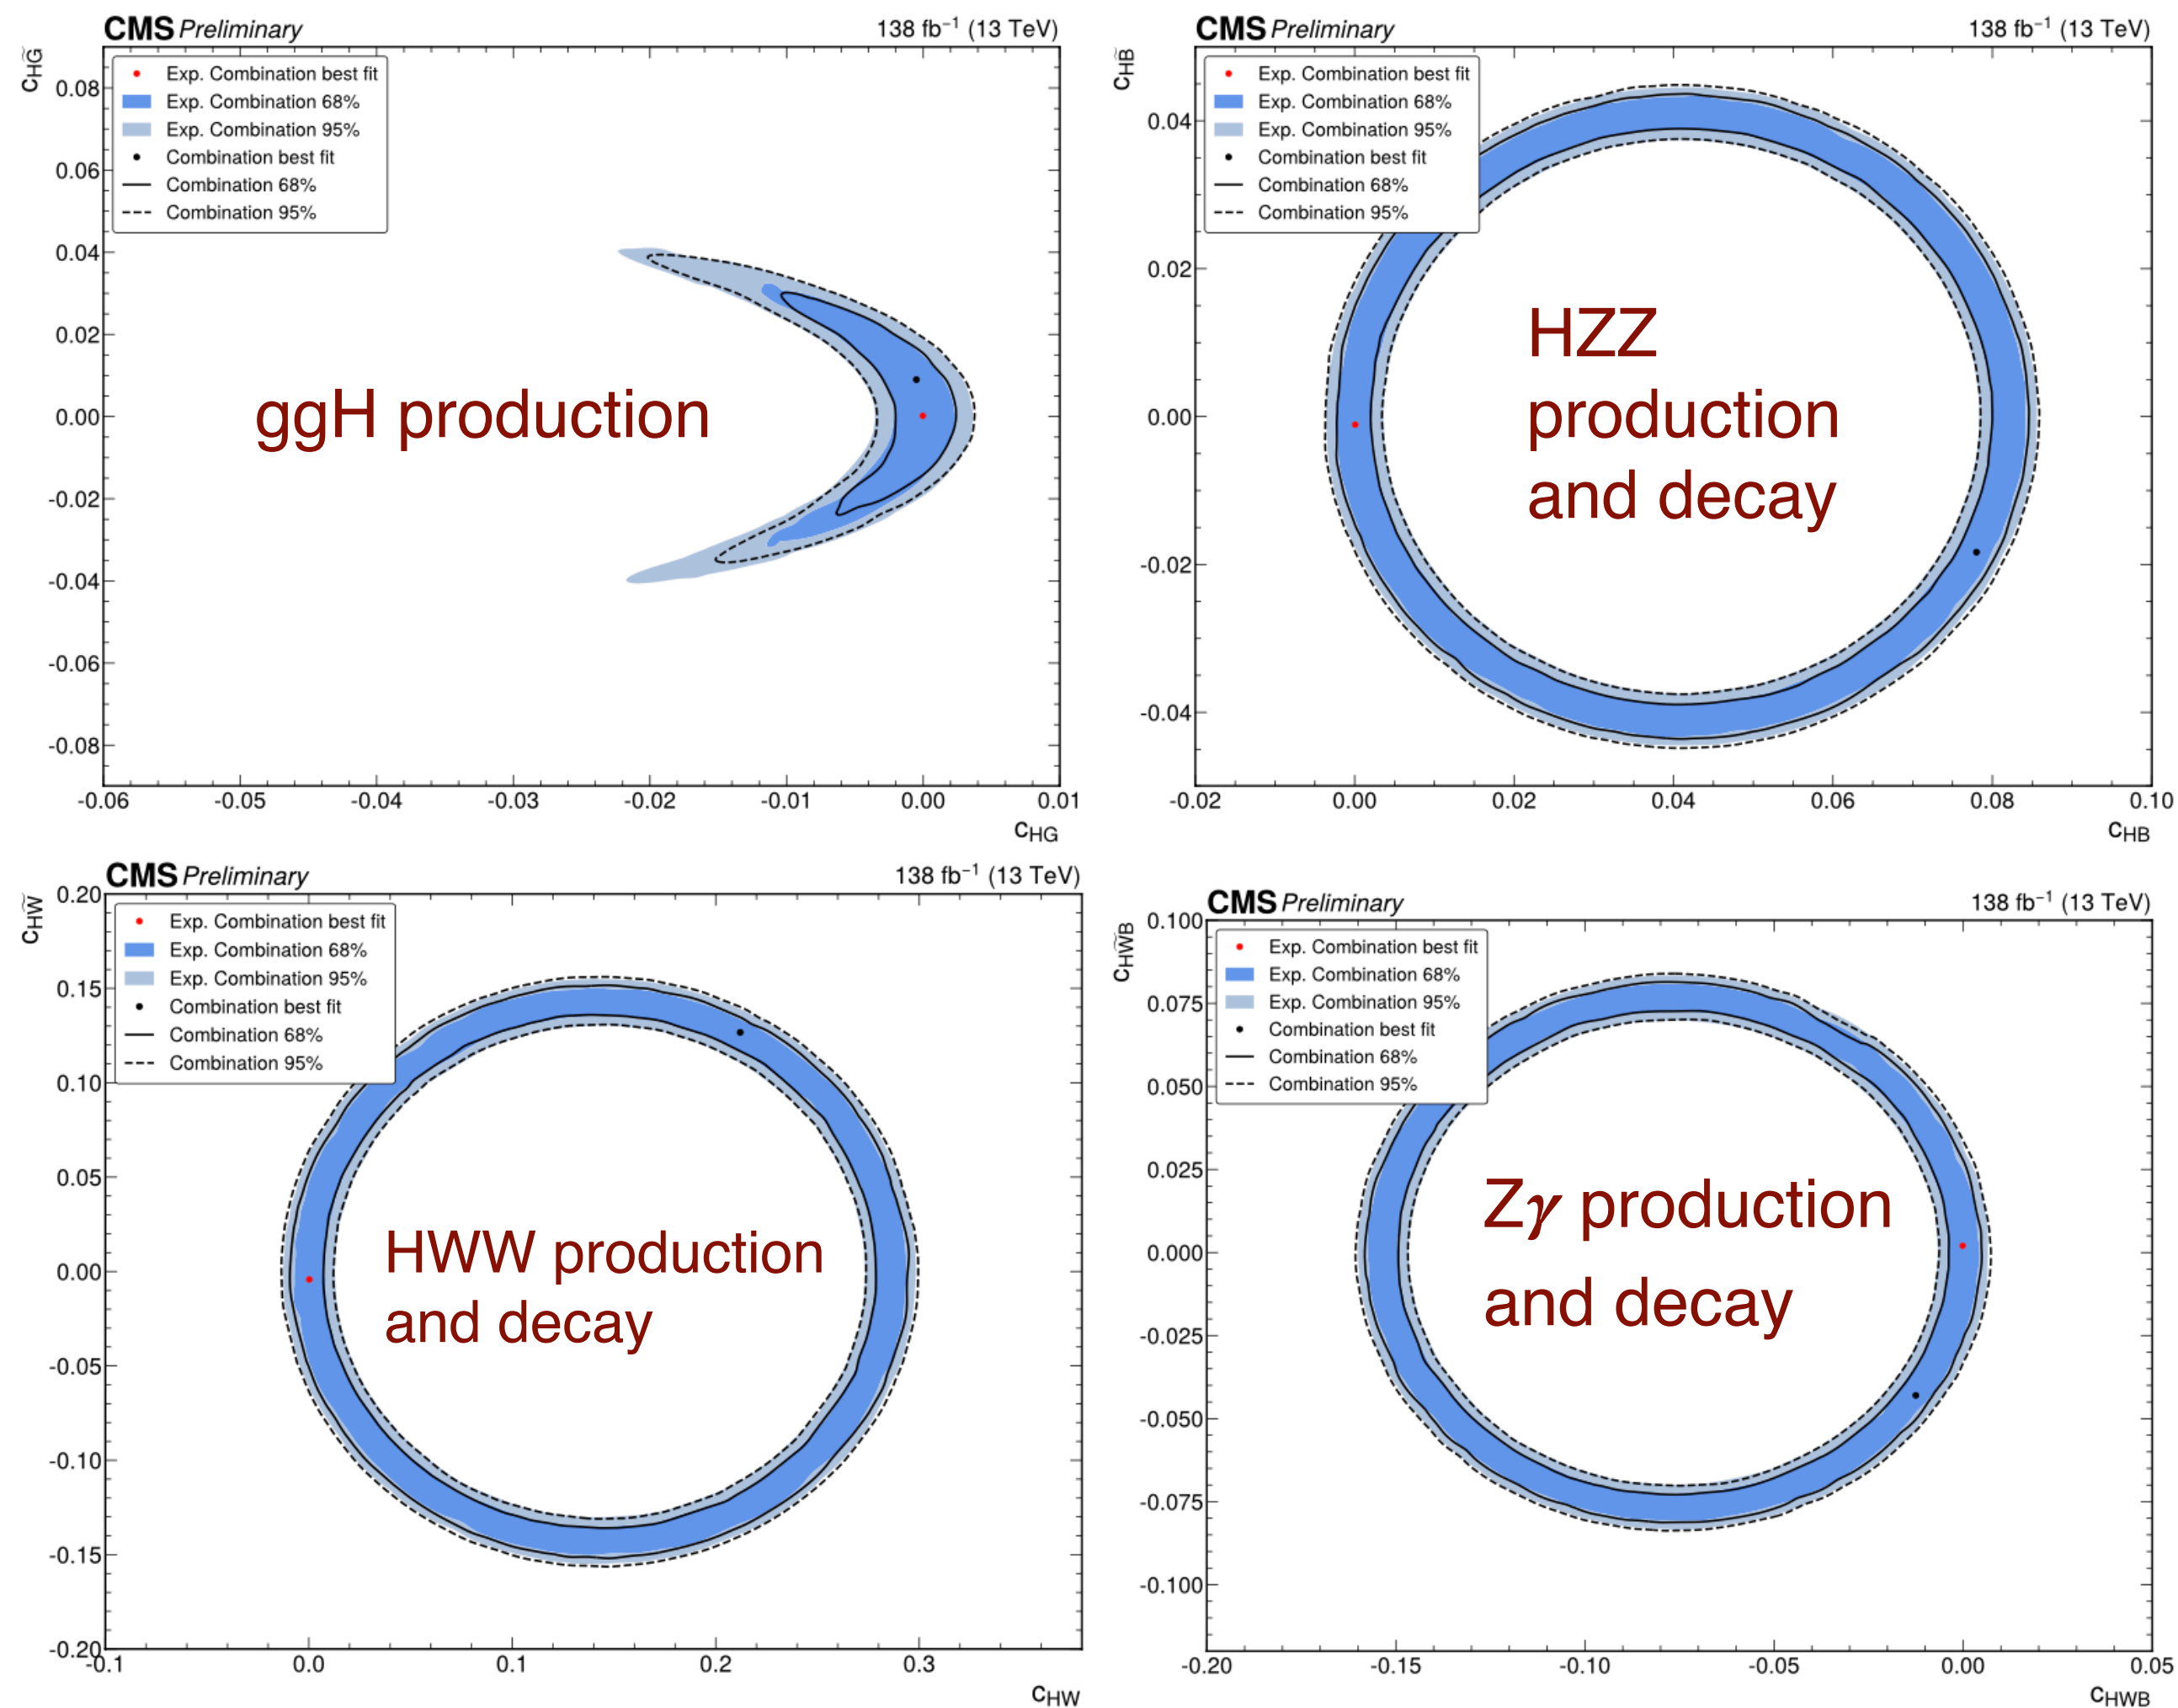 CMS Preliminary 138 fb⁻¹ (13 TeV)
c_HG̃
Exp. Combination best fit
Exp. Combination 68%
Exp. Combination 95%
Combination best fit
Combination 68%
Combination 95%
0.08
0.06
0.04
0.02
0.00
-0.02
-0.04
-0.06
-0.08
ggH production
-0.06 -0.05 -0.04 -0.03 -0.02 -0.01 0.00 0.01
c_HG
CMS Preliminary 138 fb⁻¹ (13 TeV)
c_HB̃
Exp. Combination best fit
Exp. Combination 68%
Exp. Combination 95%
Combination best fit
Combination 68%
Combination 95%
0.04
0.02
0.00
-0.02
-0.04
HZZ
production
and decay
-0.02 0.00 0.02 0.04 0.06 0.08 0.10
c_HB
CMS Preliminary 138 fb⁻¹ (13 TeV)
c_HW̃
Exp. Combination best fit
Exp. Combination 68%
Exp. Combination 95%
Combination best fit
Combination 68%
Combination 95%
0.20
0.15
0.10
0.05
0.00
-0.05
-0.10
-0.15
-0.20
HWW production
and decay
-0.1 0.0 0.1 0.2 0.3
c_HW
CMS Preliminary 138 fb⁻¹ (13 TeV)
c_HW̃B
Exp. Combination best fit
Exp. Combination 68%
Exp. Combination 95%
Combination best fit
Combination 68%
Combination 95%
0.100
0.075
0.050
0.025
0.000
-0.025
-0.050
-0.075
-0.100
Zγ production
and decay
-0.20 -0.15 -0.10 -0.05 0.00 0.05
c_HWB